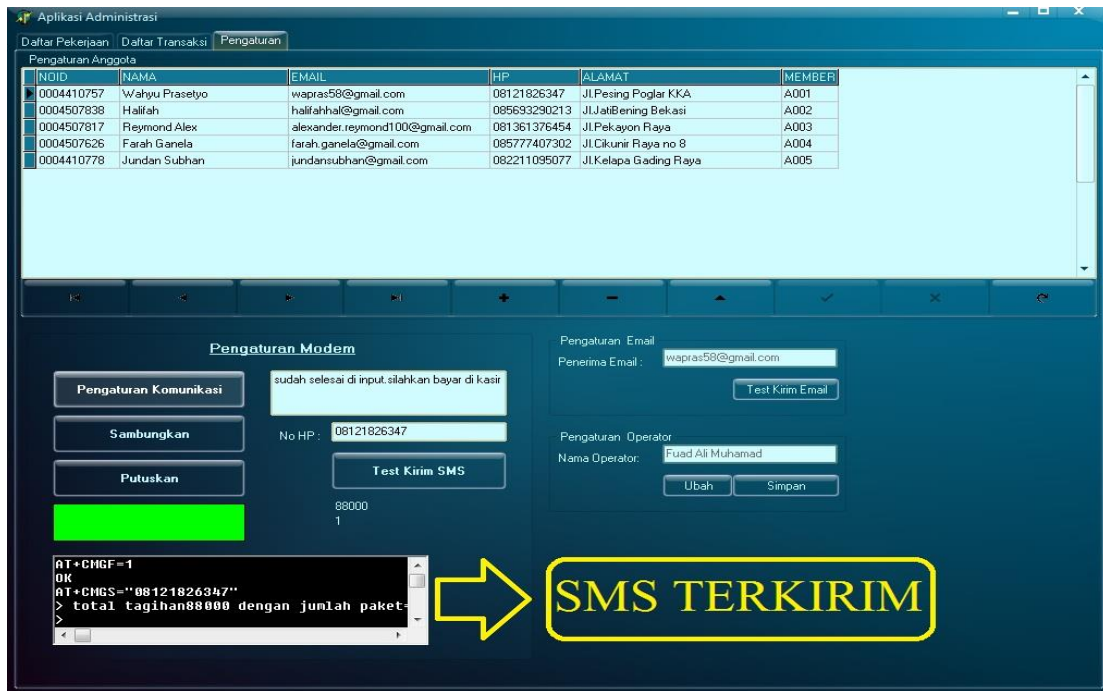 Aplikasi Administrasi
Daftar Pekerjaan Daftar Transaksi Pengaturan
Pengaturan Anggota
NOID NAMA EMAIL HP ALAMAT MEMBER
0004410757 Wahyu Prasetyo wapras58@gmail.com 08121826347 Jl.Pesing Poglar KKA A001
0004507838 Halifah halifahhal@gmail.com 085693290213 Jl.JatiBening Bekasi A002
0004507817 Reymond Alex alexander.reymond100@gmail.com 081361376454 Jl.Pekayon Raya A003
0004507626 Farah Ganela farah.ganela@gmail.com 085777407302 Jl.Cikunir Raya no 8 A004
0004410778 Jundan Subhan jundansubhan@gmail.com 082211095077 Jl.Kelapa Gading Raya A005
Pengaturan Modem
Pengaturan Komunikasi
Sambungkan
Putuskan
sudah selesai di input.silahkan bayar di kasir
No HP : 08121826347
Test Kirim SMS
88000
1
Pengaturan Email
Penerima Email : wapras58@gmail.com
Test Kirim Email
Pengaturan Operator
Nama Operator: Fuad Ali Muhamad
Ubah Simpan
AT+CMGF=1
OK
AT+CMGS="08121826347"
> total tagihan88000 dengan jumlah paket=
>
SMS TERKIRIM